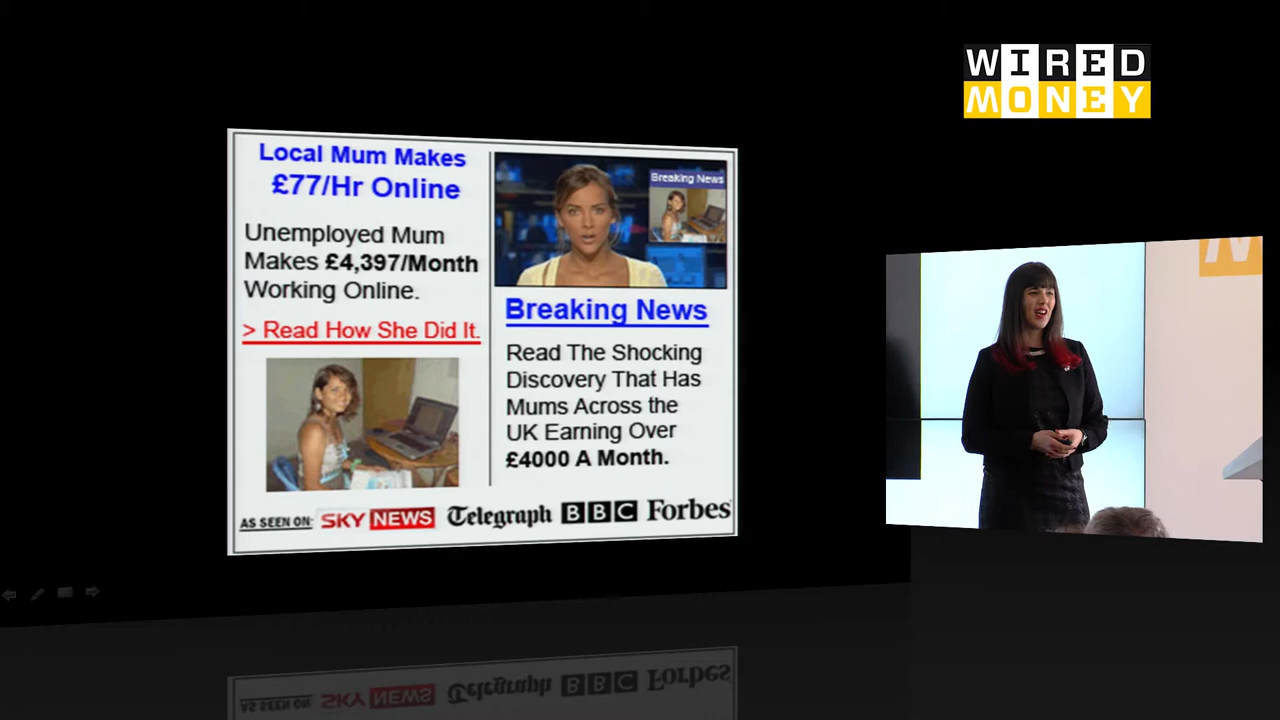 WIRED
MONEY
Local Mum Makes
£77/Hr Online
Unemployed Mum
Makes £4,397/Month
Working Online.
> Read How She Did It.
Breaking News
Breaking News
Read The Shocking
Discovery That Has
Mums Across the
UK Earning Over
£4000 A Month.
AS SEEN ON: SKY NEWS Telegraph BBC Forbes